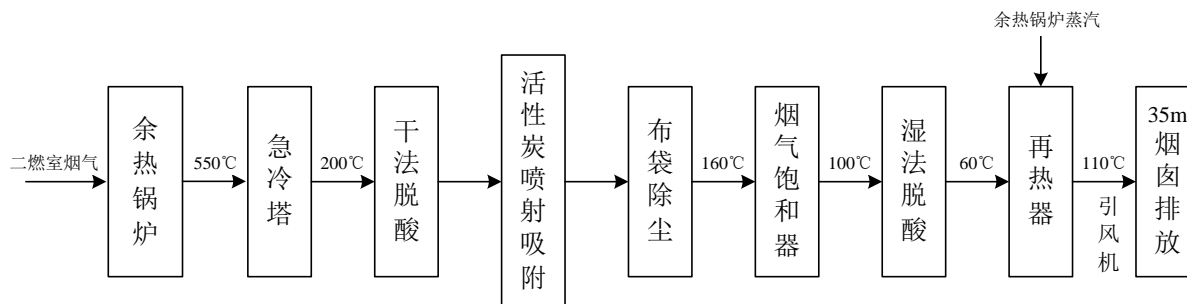 余热锅炉蒸汽
二燃室烟气
余热锅炉
550℃
急冷塔
200℃
干法脱酸
活性炭喷射吸附
布袋除尘
160℃
烟气饱和器
100℃
湿法脱酸
60℃
再热器
110℃
引风机
35m
烟囱排放